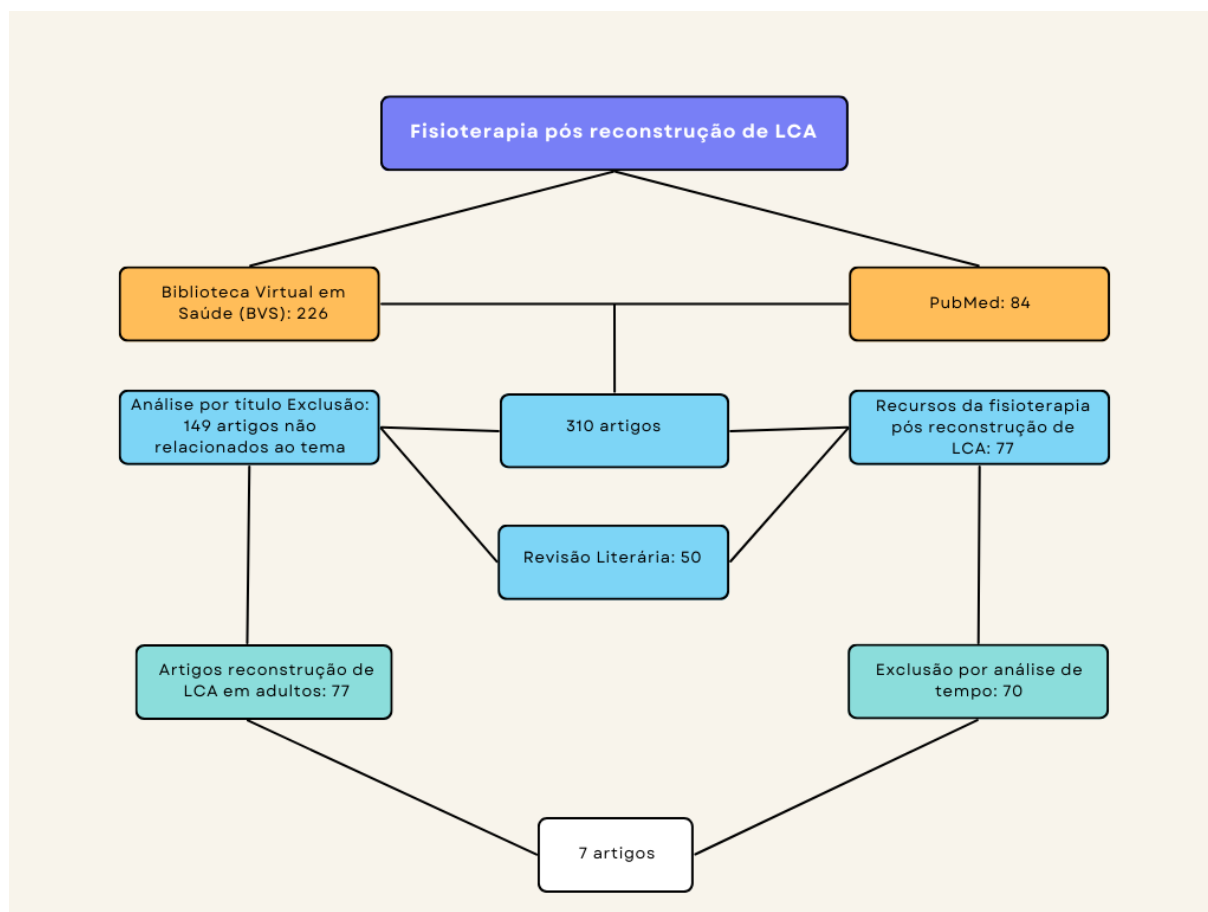 Fisioterapia pós reconstrução de LCA
Biblioteca Virtual em
Saúde (BVS): 226
PubMed: 84
Análise por título Exclusão:
149 artigos não
relacionados ao tema
310 artigos
Recursos da fisioterapia
pós reconstrução de
LCA: 77
Revisão Literária: 50
Artigos reconstrução de
LCA em adultos: 77
Exclusão por análise de
tempo: 70
7 artigos